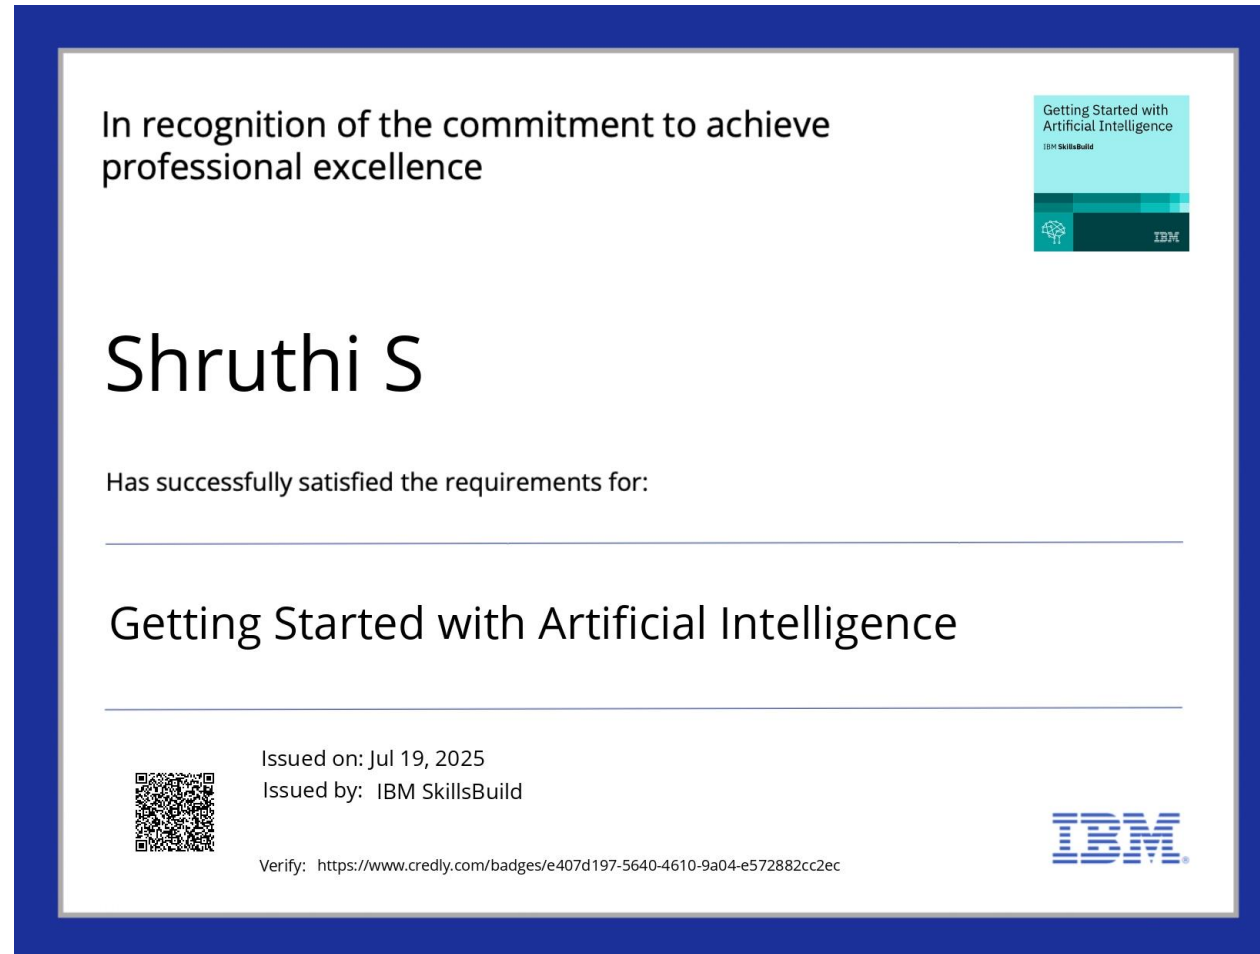 In recognition of the commitment to achieve
professional excellence
Getting Started with
Artificial Intelligence
IBM SkillsBuild
IBM
Shruthi S
Has successfully satisfied the requirements for:
Getting Started with Artificial Intelligence
Issued on: Jul 19, 2025
Issued by: IBM SkillsBuild
Verify: https://www.credly.com/badges/e407d197-5640-4610-9a04-e572882cc2ec
IBM®